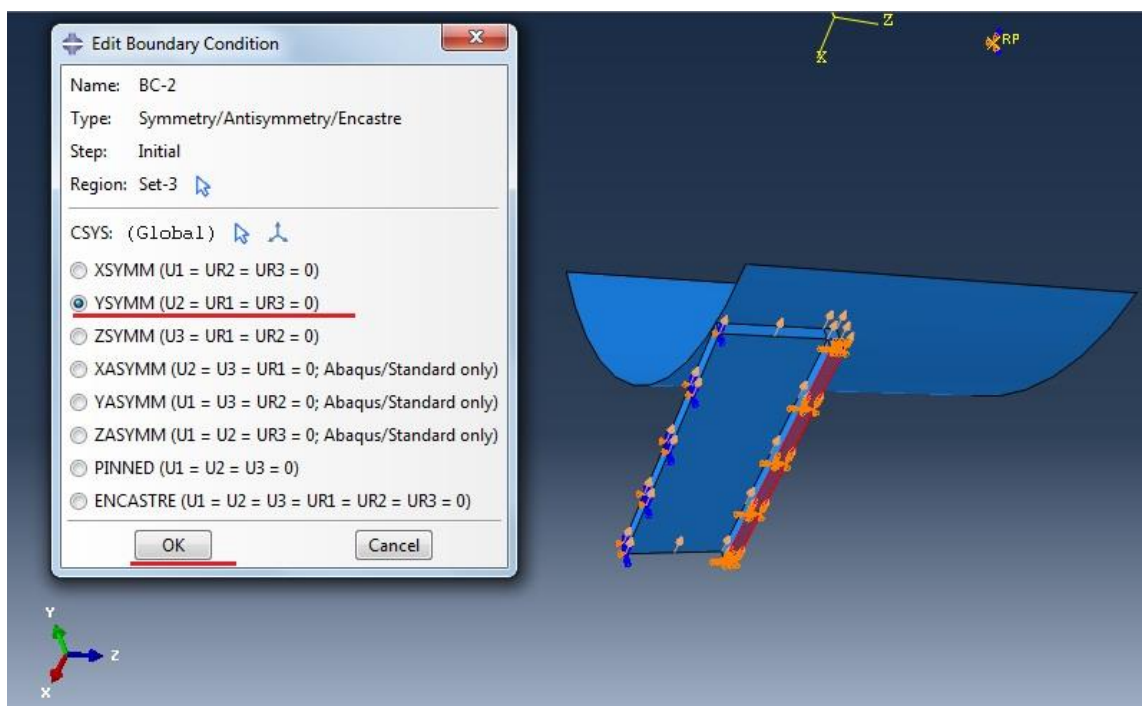 Edit Boundary Condition
Name: BC-2
Type: Symmetry/Antisymmetry/Encastre
Step: Initial
Region: Set-3
CSYS: (Global)
XSYMM (U1 = UR2 = UR3 = 0)
YSYMM (U2 = UR1 = UR3 = 0)
ZSYMM (U3 = UR1 = UR2 = 0)
XASYMM (U2 = U3 = UR1 = 0; Abaqus/Standard only)
YASYMM (U1 = U3 = UR2 = 0; Abaqus/Standard only)
ZASYMM (U1 = U2 = UR3 = 0; Abaqus/Standard only)
PINNED (U1 = U2 = U3 = 0)
ENCASTRE (U1 = U2 = U3 = UR1 = UR2 = UR3 = 0)
OK Cancel
Z
X
RP
Y
Z
X